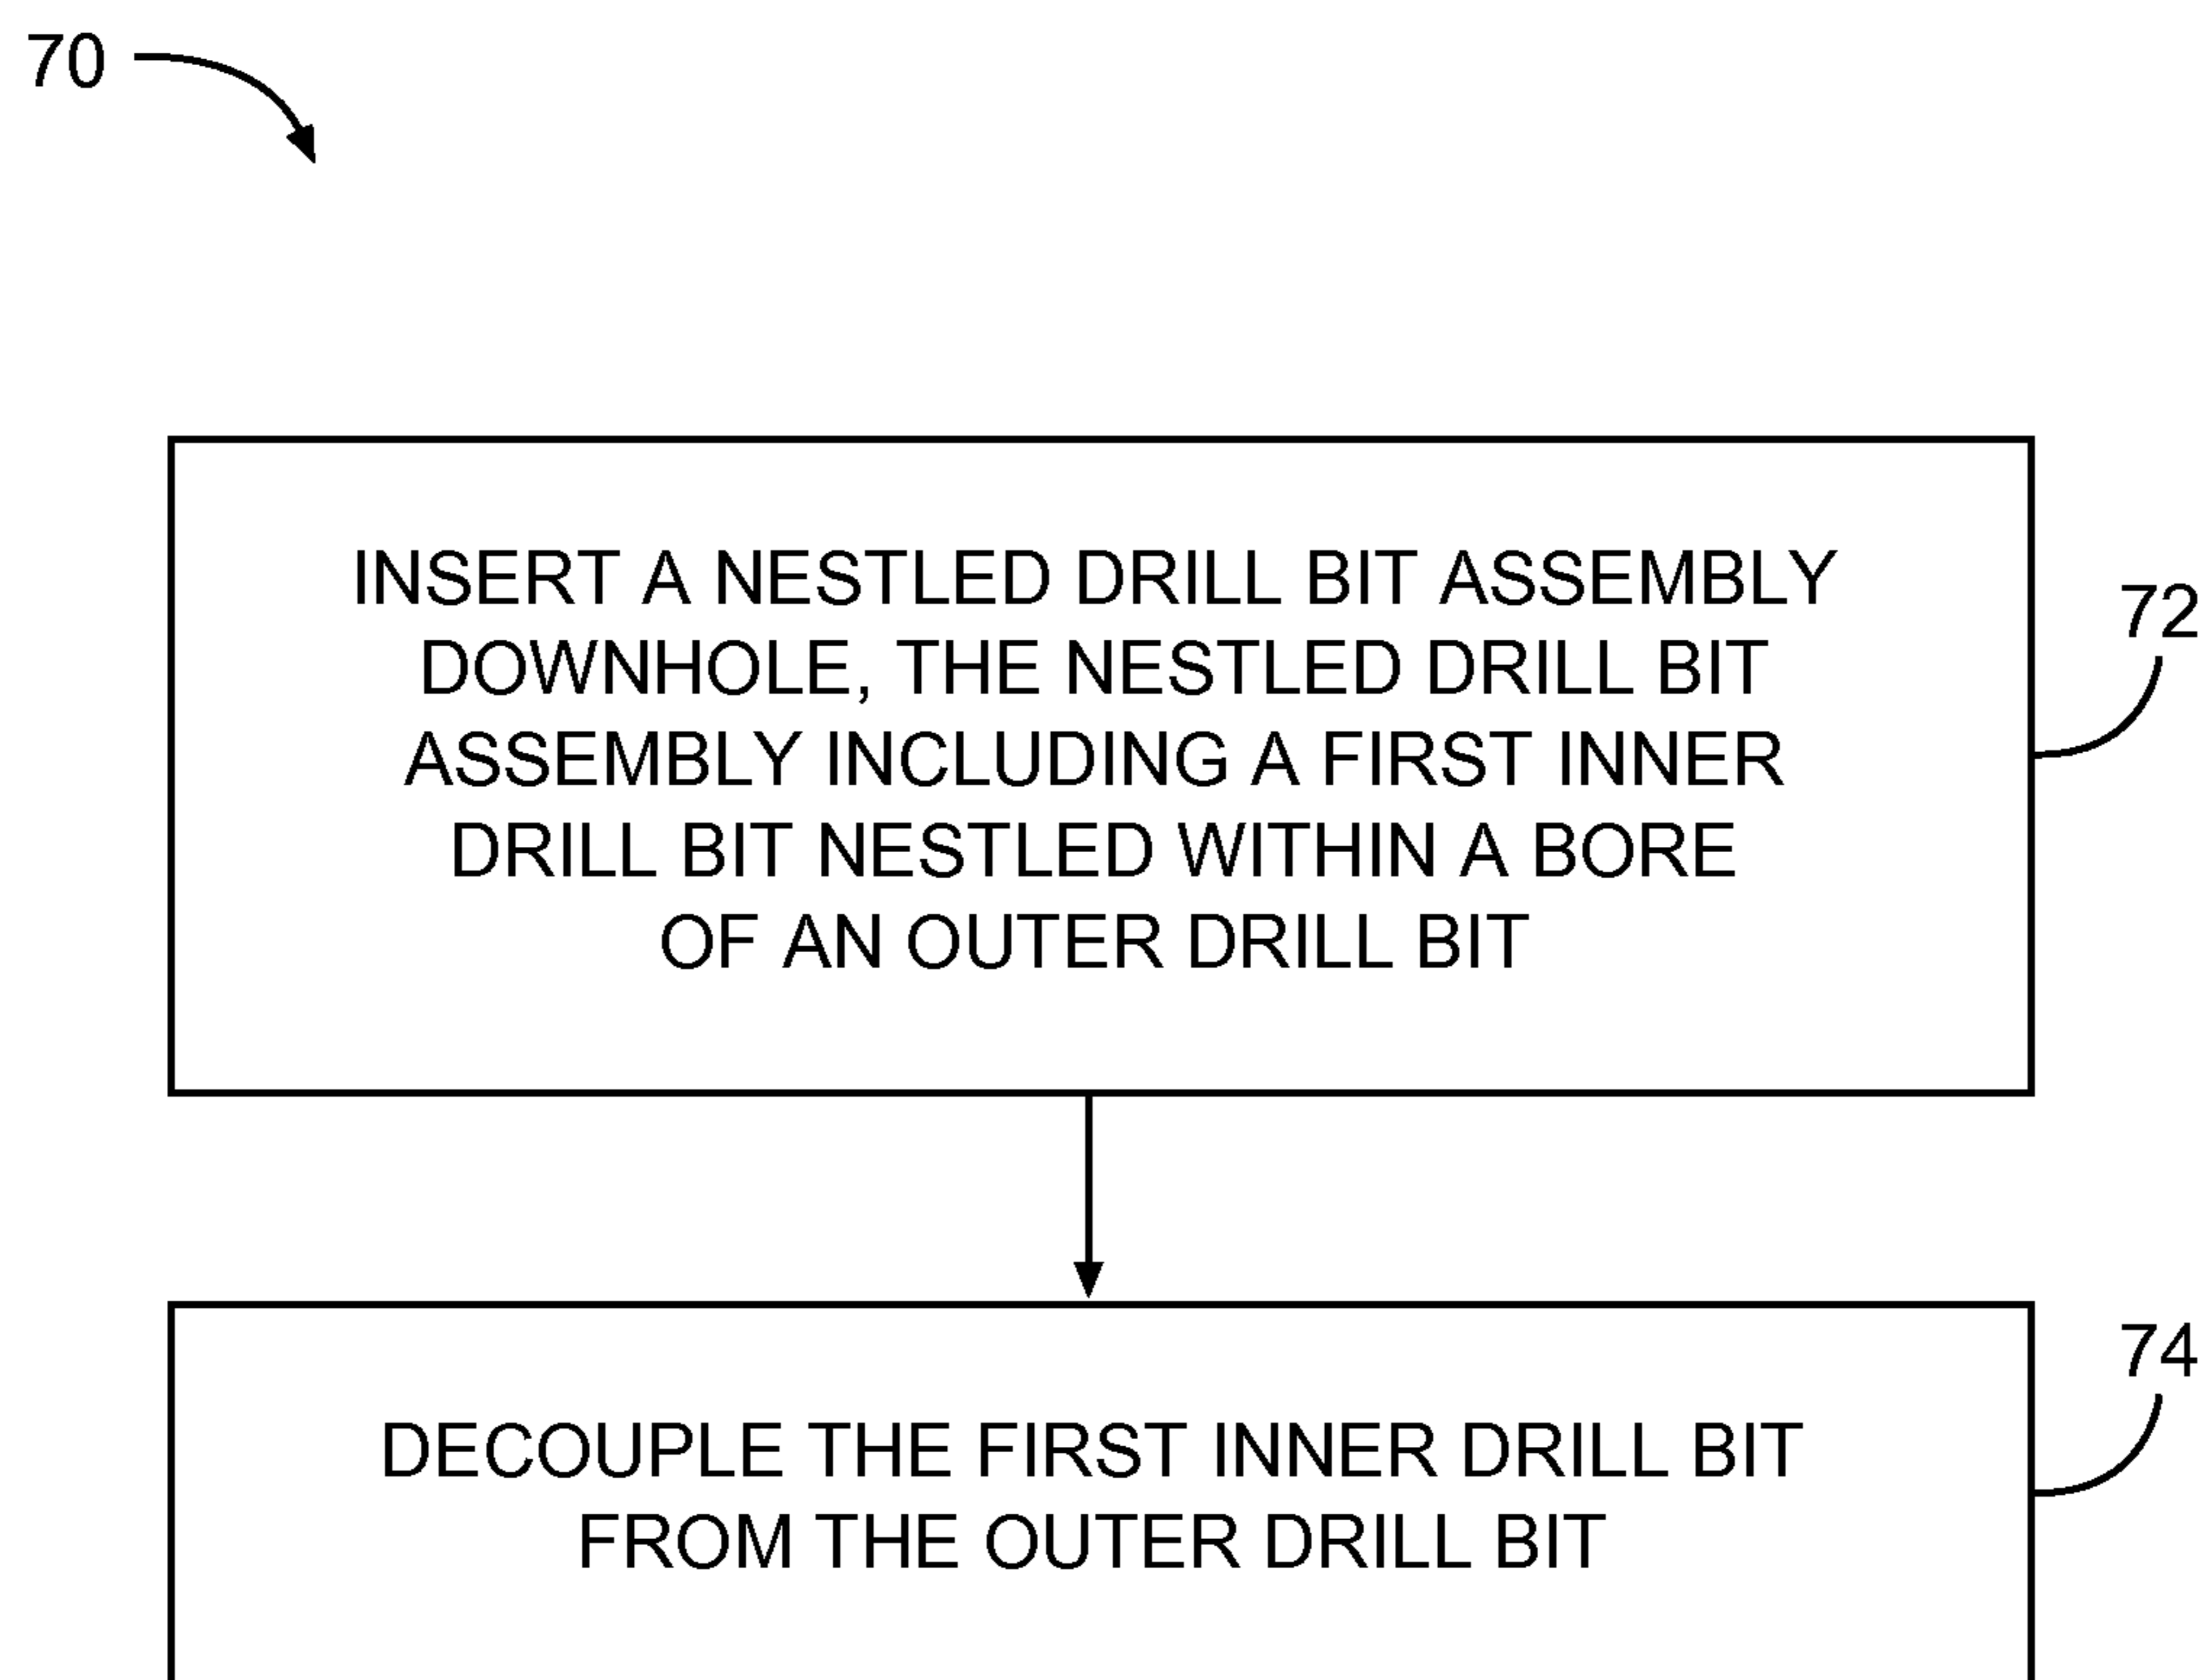 70
INSERT A NESTLED DRILL BIT ASSEMBLY
DOWNHOLE, THE NESTLED DRILL BIT
ASSEMBLY INCLUDING A FIRST INNER
DRILL BIT NESTLED WITHIN A BORE
OF AN OUTER DRILL BIT
72
DECOUPLE THE FIRST INNER DRILL BIT
FROM THE OUTER DRILL BIT
74